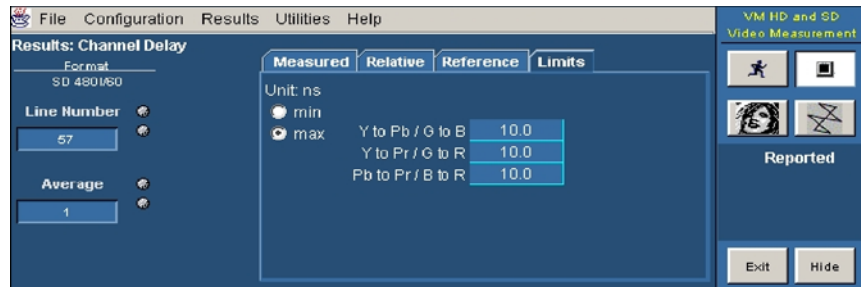 File Configuration Results Utilities Help
VM HD and SD
Video Measurement
Results: Channel Delay
Format
SD 480I/60
Line Number
57
Average
1
Measured Relative Reference Limits
Unit: ns
min
max
Y to Pb / G to B 10.0
Y to Pr / G to R 10.0
Pb to Pr / B to R 10.0
Reported
Exit Hide